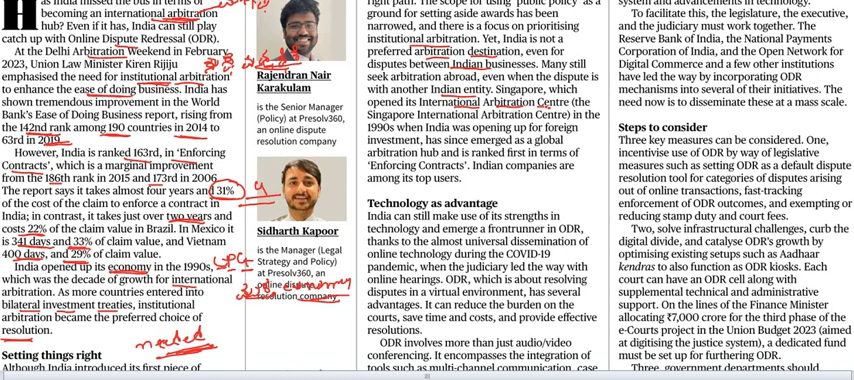 as India missed the bus in terms of
becoming an international arbitration
hub? Even if it has, India can still play
catch up with Online Dispute Redressal (ODR).
At the Delhi Arbitration Weekend in February
2023, Union Law Minister Kiren Rijiju
emphasised the need for institutional arbitration
to enhance the ease of doing business. India has
shown tremendous improvement in the World
Bank's Ease of Doing Business report, rising from
the 142nd rank among 190 countries in 2014 to
63rd in 2019.
However, India is ranked 163rd, in 'Enforcing
Contracts', which is a marginal improvement
from the 186th rank in 2015 and 173rd in 2006.
The report says it takes almost four years and 31%
of the cost of the claim to enforce a contract in
India; in contrast, it takes just over two years and
costs 22% of the claim value in Brazil. In Mexico it
is 341 days and 33% of claim value, and Vietnam
400 days, and 29% of claim value.
India opened up its economy in the 1990s,
which was the decade of growth for international
arbitration. As more countries entered into
bilateral investment treaties, institutional
arbitration became the preferred choice of
resolution.
needed
Setting things right
Although India introduced its first piece of
Rajendran Nair
Karakulam
is the Senior Manager
(Policy) at Presolv360,
an online dispute
resolution company
4
Sidharth Kapoor
is the Manager (Legal
Strategy and Policy)
at Presolv360, an
online dispute
resolution company
economy
right path. The scope for using 'public policy' as a
ground for setting aside awards has been
narrowed, and there is a focus on prioritising
institutional arbitration. Yet, India is not a
preferred arbitration destination, even for
disputes between Indian businesses. Many still
seek arbitration abroad, even when the dispute is
with another Indian entity. Singapore, which
opened its International Arbitration Centre (the
Singapore International Arbitration Centre) in the
1990s when India was opening up for foreign
investment, has since emerged as a global
arbitration hub and is ranked first in terms of
'Enforcing Contracts'. Indian companies are
among its top users.
Technology as advantage
India can still make use of its strengths in
technology and emerge a frontrunner in ODR,
thanks to the almost universal dissemination of
online technology during the COVID-19
pandemic, when the judiciary led the way with
online hearings. ODR, which is about resolving
disputes in a virtual environment, has several
advantages. It can reduce the burden on the
courts, save time and costs, and provide effective
resolutions.
ODR involves more than just audio/video
conferencing. It encompasses the integration of
tools such as multi-channel communication, case
system and advancements in technology.
To facilitate this, the legislature, the executive,
and the judiciary must work together. The
Reserve Bank of India, the National Payments
Corporation of India, and the Open Network for
Digital Commerce and a few other institutions
have led the way by incorporating ODR
mechanisms into several of their initiatives. The
need now is to disseminate these at a mass scale.
Steps to consider
Three key measures can be considered. One,
incentivise use of ODR by way of legislative
measures such as setting ODR as a default dispute
resolution tool for categories of disputes arising
out of online transactions, fast-tracking
enforcement of ODR outcomes, and exempting or
reducing stamp duty and court fees.
Two, solve infrastructural challenges, curb the
digital divide, and catalyse ODR's growth by
optimising existing setups such as Aadhaar
kendras to also function as ODR kiosks. Each
court can have an ODR cell along with
supplemental technical and administrative
support. On the lines of the Finance Minister
allocating ₹7,000 crore for the third phase of the
e-Courts project in the Union Budget 2023 (aimed
at digitising the justice system), a dedicated fund
must be set up for furthering ODR.
Three, government departments should